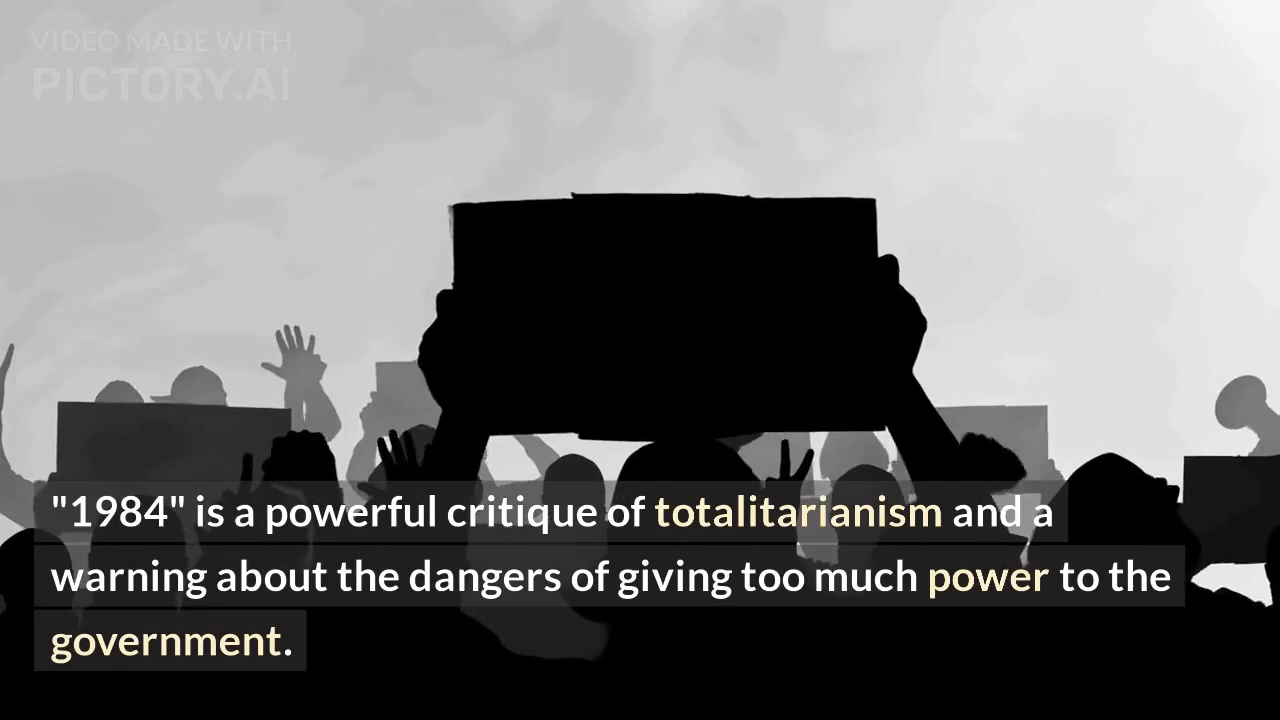 VIDEO MADE WITH
PICTORY.AI
"1984" is a powerful critique of totalitarianism and a
warning about the dangers of giving too much power to the
government.